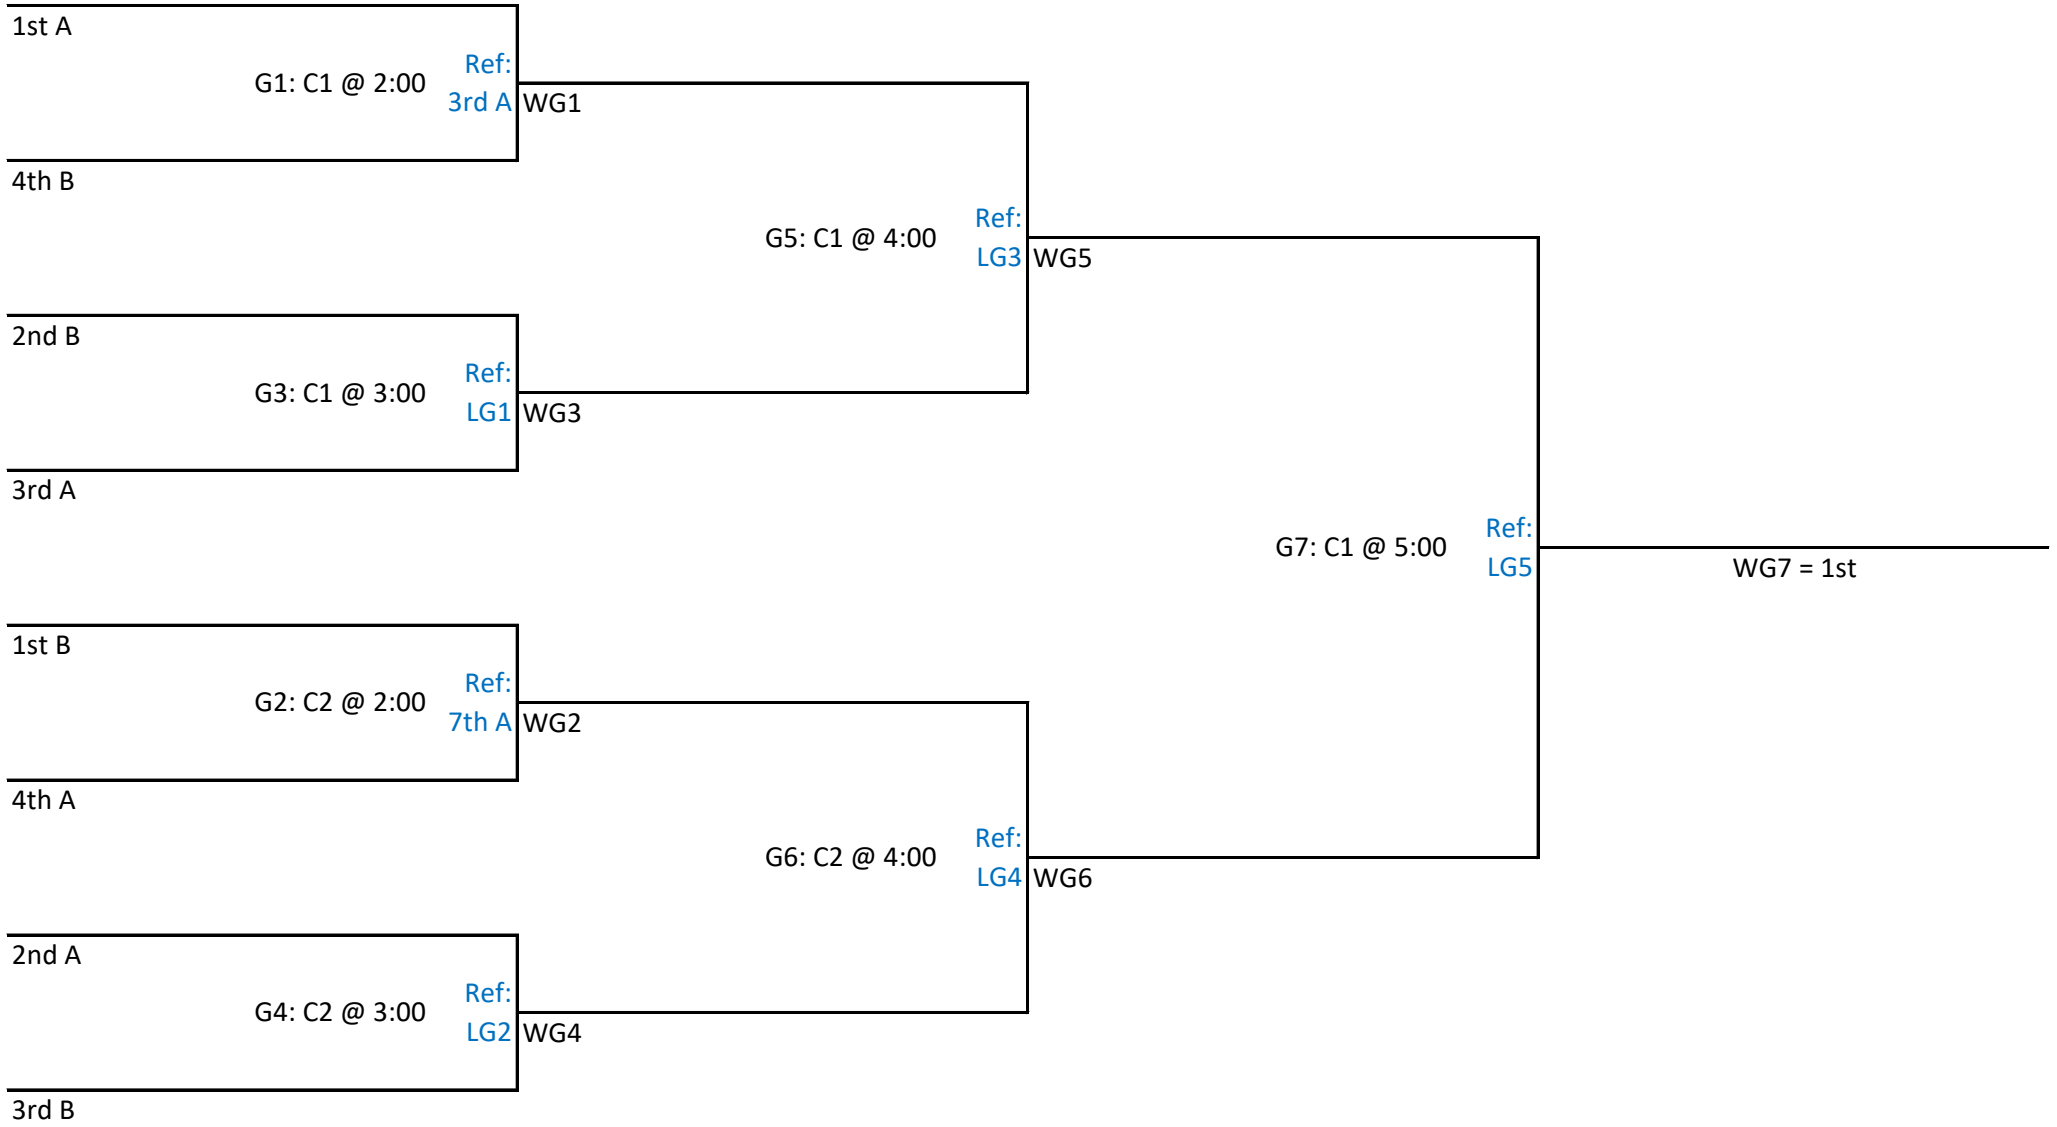 1st A
G1: C1 @ 2:00
Ref:
3rd A
WG1
4th B
G5: C1 @ 4:00
Ref:
LG3
WG5
2nd B
G3: C1 @ 3:00
Ref:
LG1
WG3
3rd A
G7: C1 @ 5:00
Ref:
LG5
WG7 = 1st
1st B
G2: C2 @ 2:00
Ref:
7th A
WG2
4th A
G6: C2 @ 4:00
Ref:
LG4
WG6
2nd A
G4: C2 @ 3:00
Ref:
LG2
WG4
3rd B